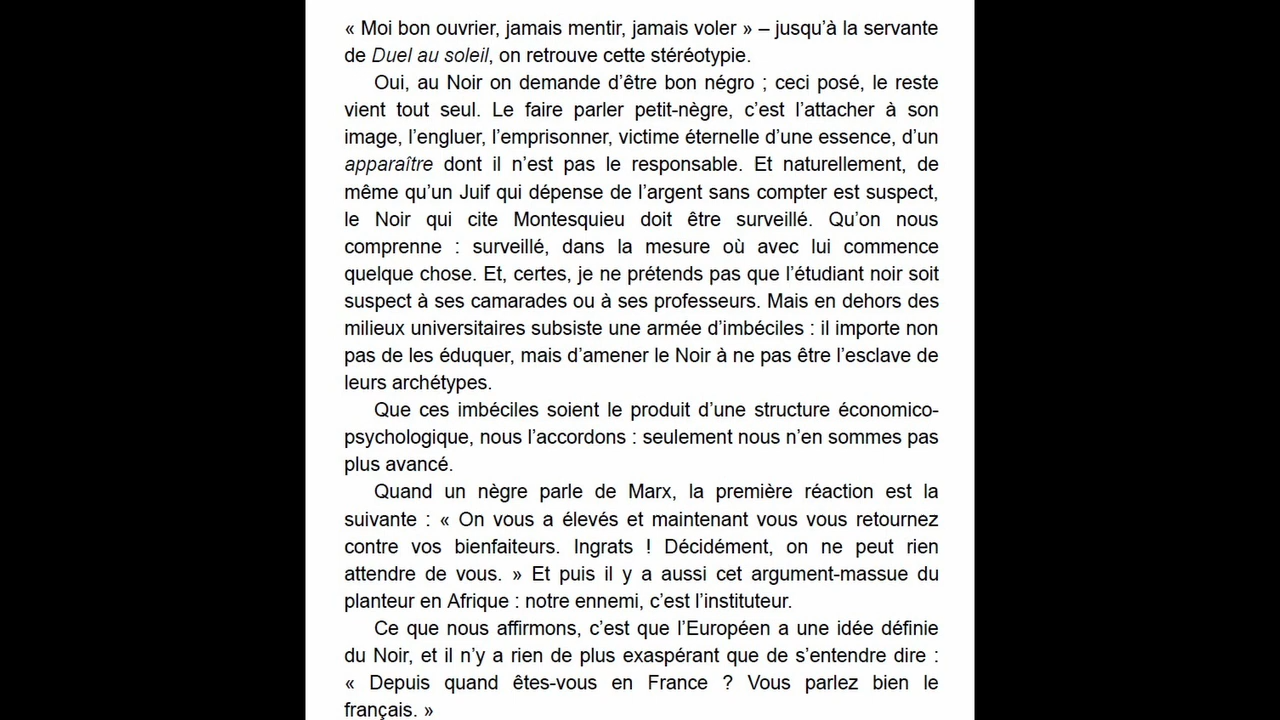 « Moi bon ouvrier, jamais mentir, jamais voler » – jusqu’à la servante
de Duel au soleil, on retrouve cette stéréotypie.
Oui, au Noir on demande d’être bon négro ; ceci posé, le reste
vient tout seul. Le faire parler petit-nègre, c’est l’attacher à son
image, l’engluer, l’emprisonner, victime éternelle d’une essence, d’un
apparaître dont il n’est pas le responsable. Et naturellement, de
même qu’un Juif qui dépense de l’argent sans compter est suspect,
le Noir qui cite Montesquieu doit être surveillé. Qu’on nous
comprenne : surveillé, dans la mesure où avec lui commence
quelque chose. Et, certes, je ne prétends pas que l’étudiant noir soit
suspect à ses camarades ou à ses professeurs. Mais en dehors des
milieux universitaires subsiste une armée d’imbéciles : il importe non
pas de les éduquer, mais d’amener le Noir à ne pas être l’esclave de
leurs archétypes.
Que ces imbéciles soient le produit d’une structure économico-
psychologique, nous l’accordons : seulement nous n’en sommes pas
plus avancé.
Quand un nègre parle de Marx, la première réaction est la
suivante : « On vous a élevés et maintenant vous vous retournez
contre vos bienfaiteurs. Ingrats ! Décidément, on ne peut rien
attendre de vous. » Et puis il y a aussi cet argument-massue du
planteur en Afrique : notre ennemi, c’est l’instituteur.
Ce que nous affirmons, c’est que l’Européen a une idée définie
du Noir, et il n’y a rien de plus exaspérant que de s’entendre dire :
« Depuis quand êtes-vous en France ? Vous parlez bien le
français. »